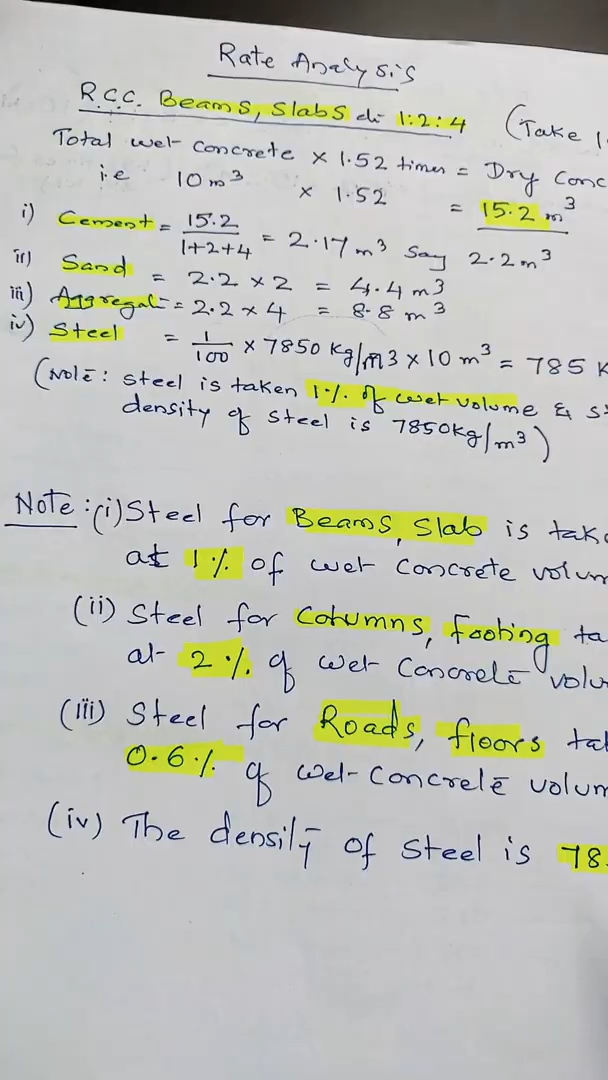 Rate Analysis
R.C.C. Beams, Slabs di 1:2:4 (Take 1
Total wet concrete × 1.52 times = Dry Conc
i.e 10 m³ × 1.52 = 15.2 m³
i) Cement = 15.2/1+2+4 = 2.17 m³ Say 2.2 m³
ii) Sand = 2.2 × 2 = 4.4 m³
iii) Aggregate = 2.2 × 4 = 8.8 m³
iv) Steel = 1/100 × 7850 Kg/m3 × 10 m³ = 785 K
(Note: steel is taken 1% of wet volume & s
density of steel is 7850kg/m³)
Note: (i) Steel for Beams, Slab is tak
at 1% of wet concrete volum
(ii) Steel for Columns, footing ta
at 2% of wet Concrete volu
(iii) Steel for Roads, floors tak
0.6% of wet-concrete volum
(iv) The density of steel is 78